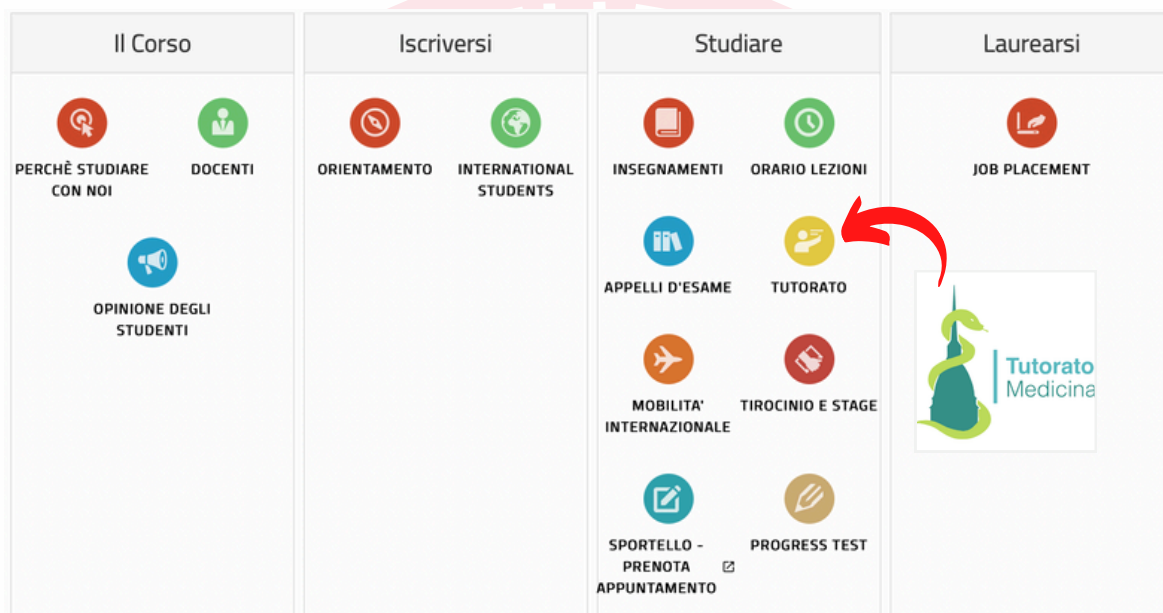 Il Corso
PERCHÈ STUDIARE
CON NOI
DOCENTI
OPINIONE DEGLI
STUDENTI
Iscriversi
ORIENTAMENTO
INTERNATIONAL
STUDENTS
Studiare
INSEGNAMENTI
ORARIO LEZIONI
APPELLI D'ESAME
TUTORATO
MOBILITA'
INTERNAZIONALE
TIROCINIO E STAGE
SPORTELLO -
PRENOTA
APPUNTAMENTO
PROGRESS TEST
Laurearsi
JOB PLACEMENT
Tutorato
Medicina